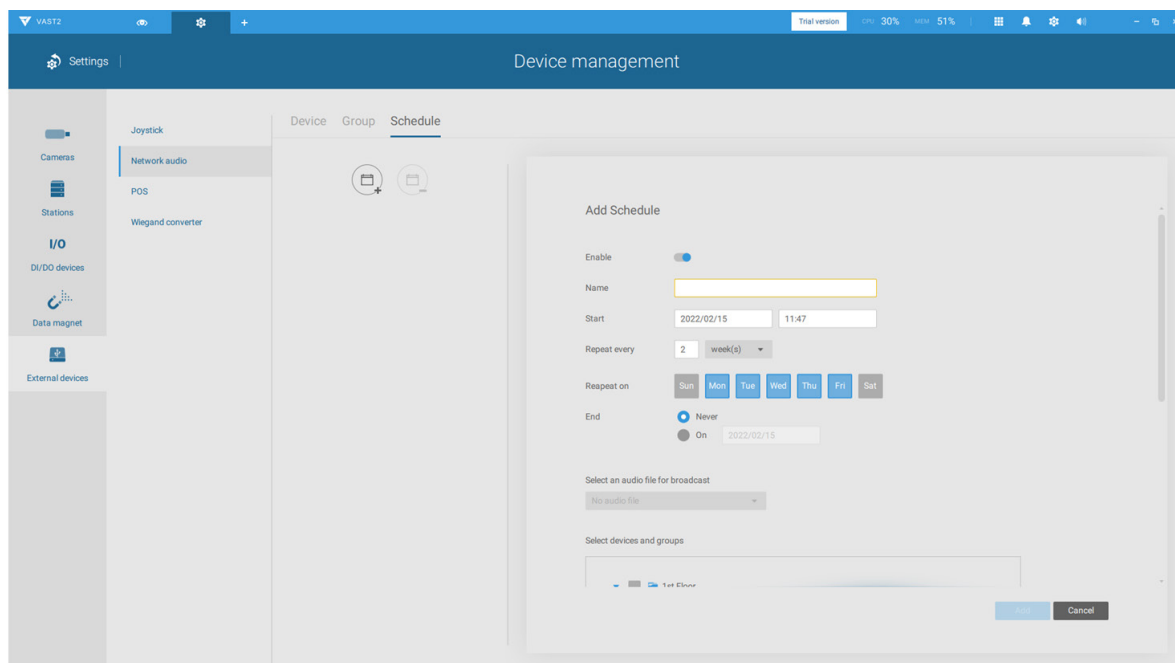 VAST2
+
Trial version
CPU 30% MEM 51%
Settings
Device management
Cameras
Stations
I/O
DI/DO devices
Data magnet
External devices
Joystick
Network audio
POS
Wiegand converter
Device Group Schedule
Add Schedule
Enable
Name
Start 2022/02/15 11:47
Repeat every 2 week(s)
Reapeat on Sun Mon Tue Wed Thu Fri Sat
End Never
On 2022/02/15
Select an audio file for broadcast
No audio file
Select devices and groups
1st Floor
Add Cancel